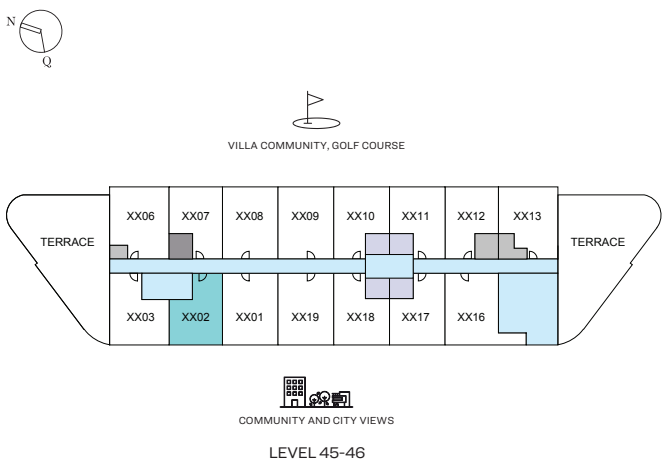 N
Q
VILLA COMMUNITY, GOLF COURSE
XX06 XX07 XX08 XX09 XX10 XX11 XX12 XX13
TERRACE TERRACE
XX03 XX02 XX01 XX19 XX18 XX17 XX16
COMMUNITY AND CITY VIEWS
LEVEL 45-46